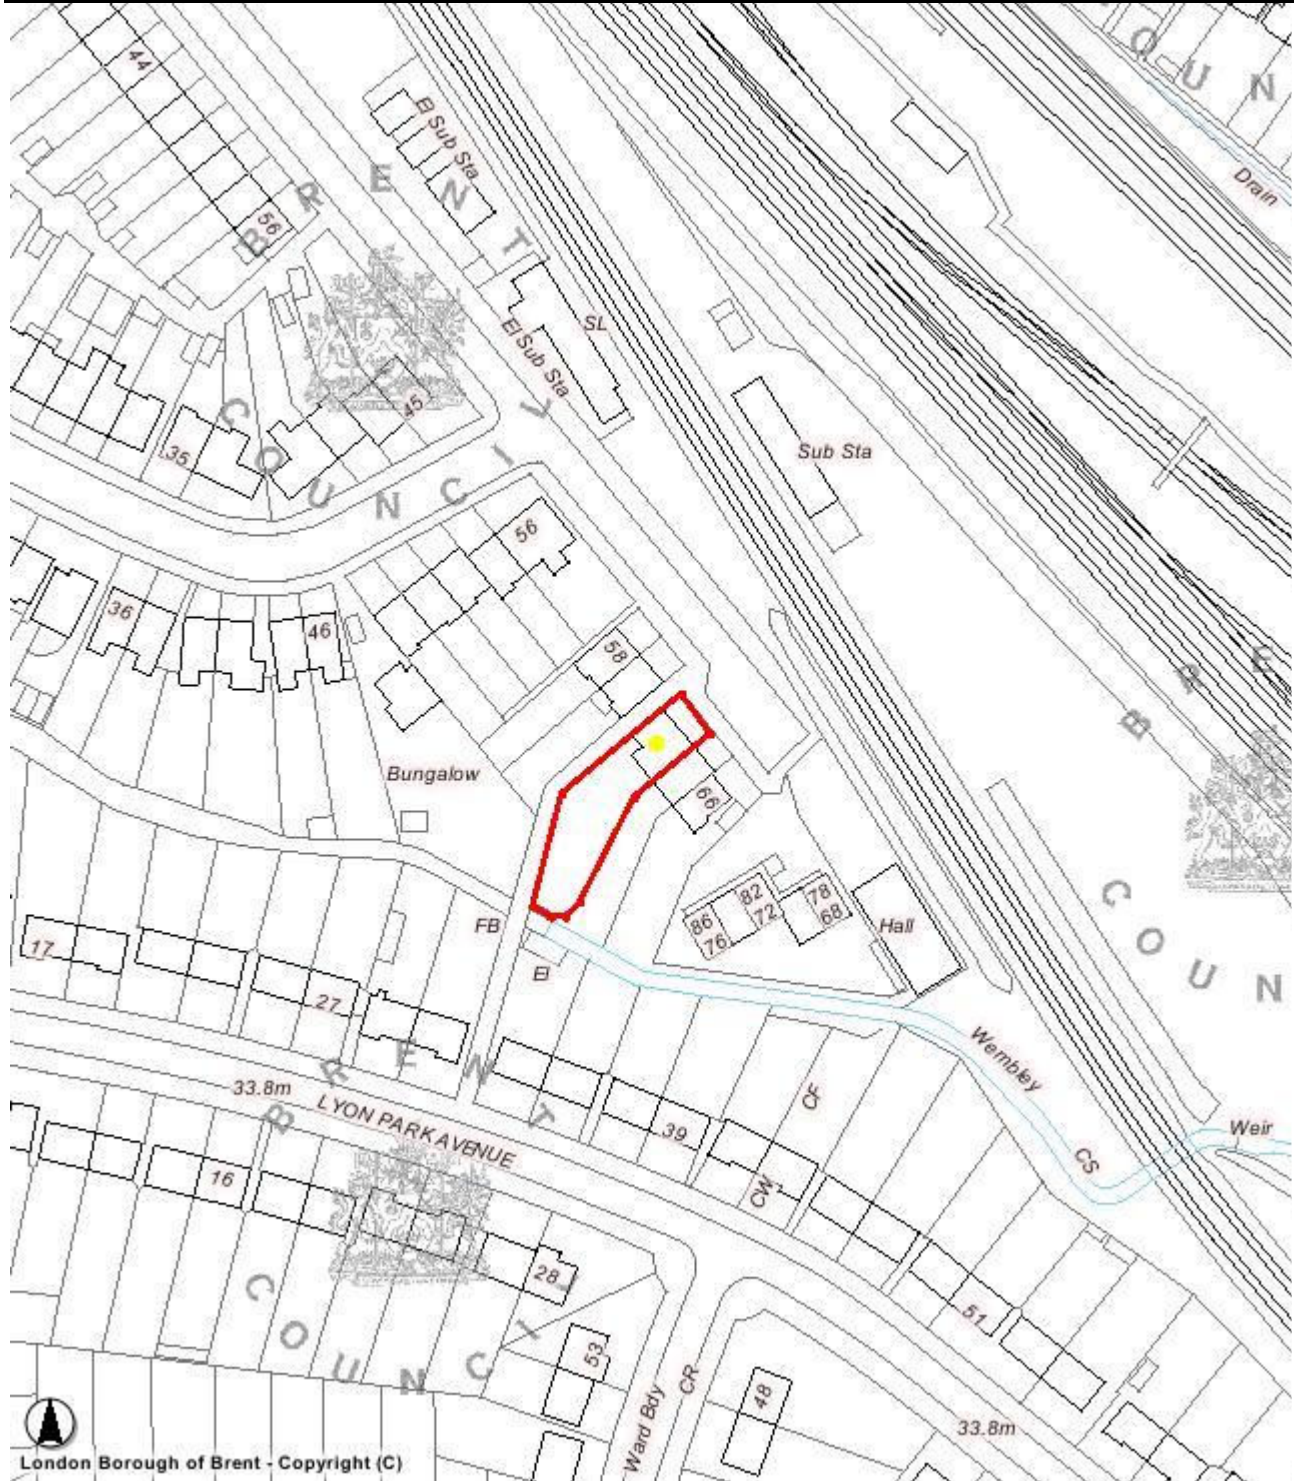 44
El Sub Sta
Drain
56
BRENT COUNCIL
OUN
SL
El Sub Sta
45
35
Sub Sta
56
36
46
58
BRE
COUN
Bungalow
66
82
78
86
72
68
76
Hall
FB
El
17
27
BRENT COUNCIL
Wembley
CF
33.8m
LYON PARK AVENUE
39
Weir
CS
CW
16
28
51
53
CR
48
Ward Bdy
33.8m
London Borough of Brent - Copyright (C)